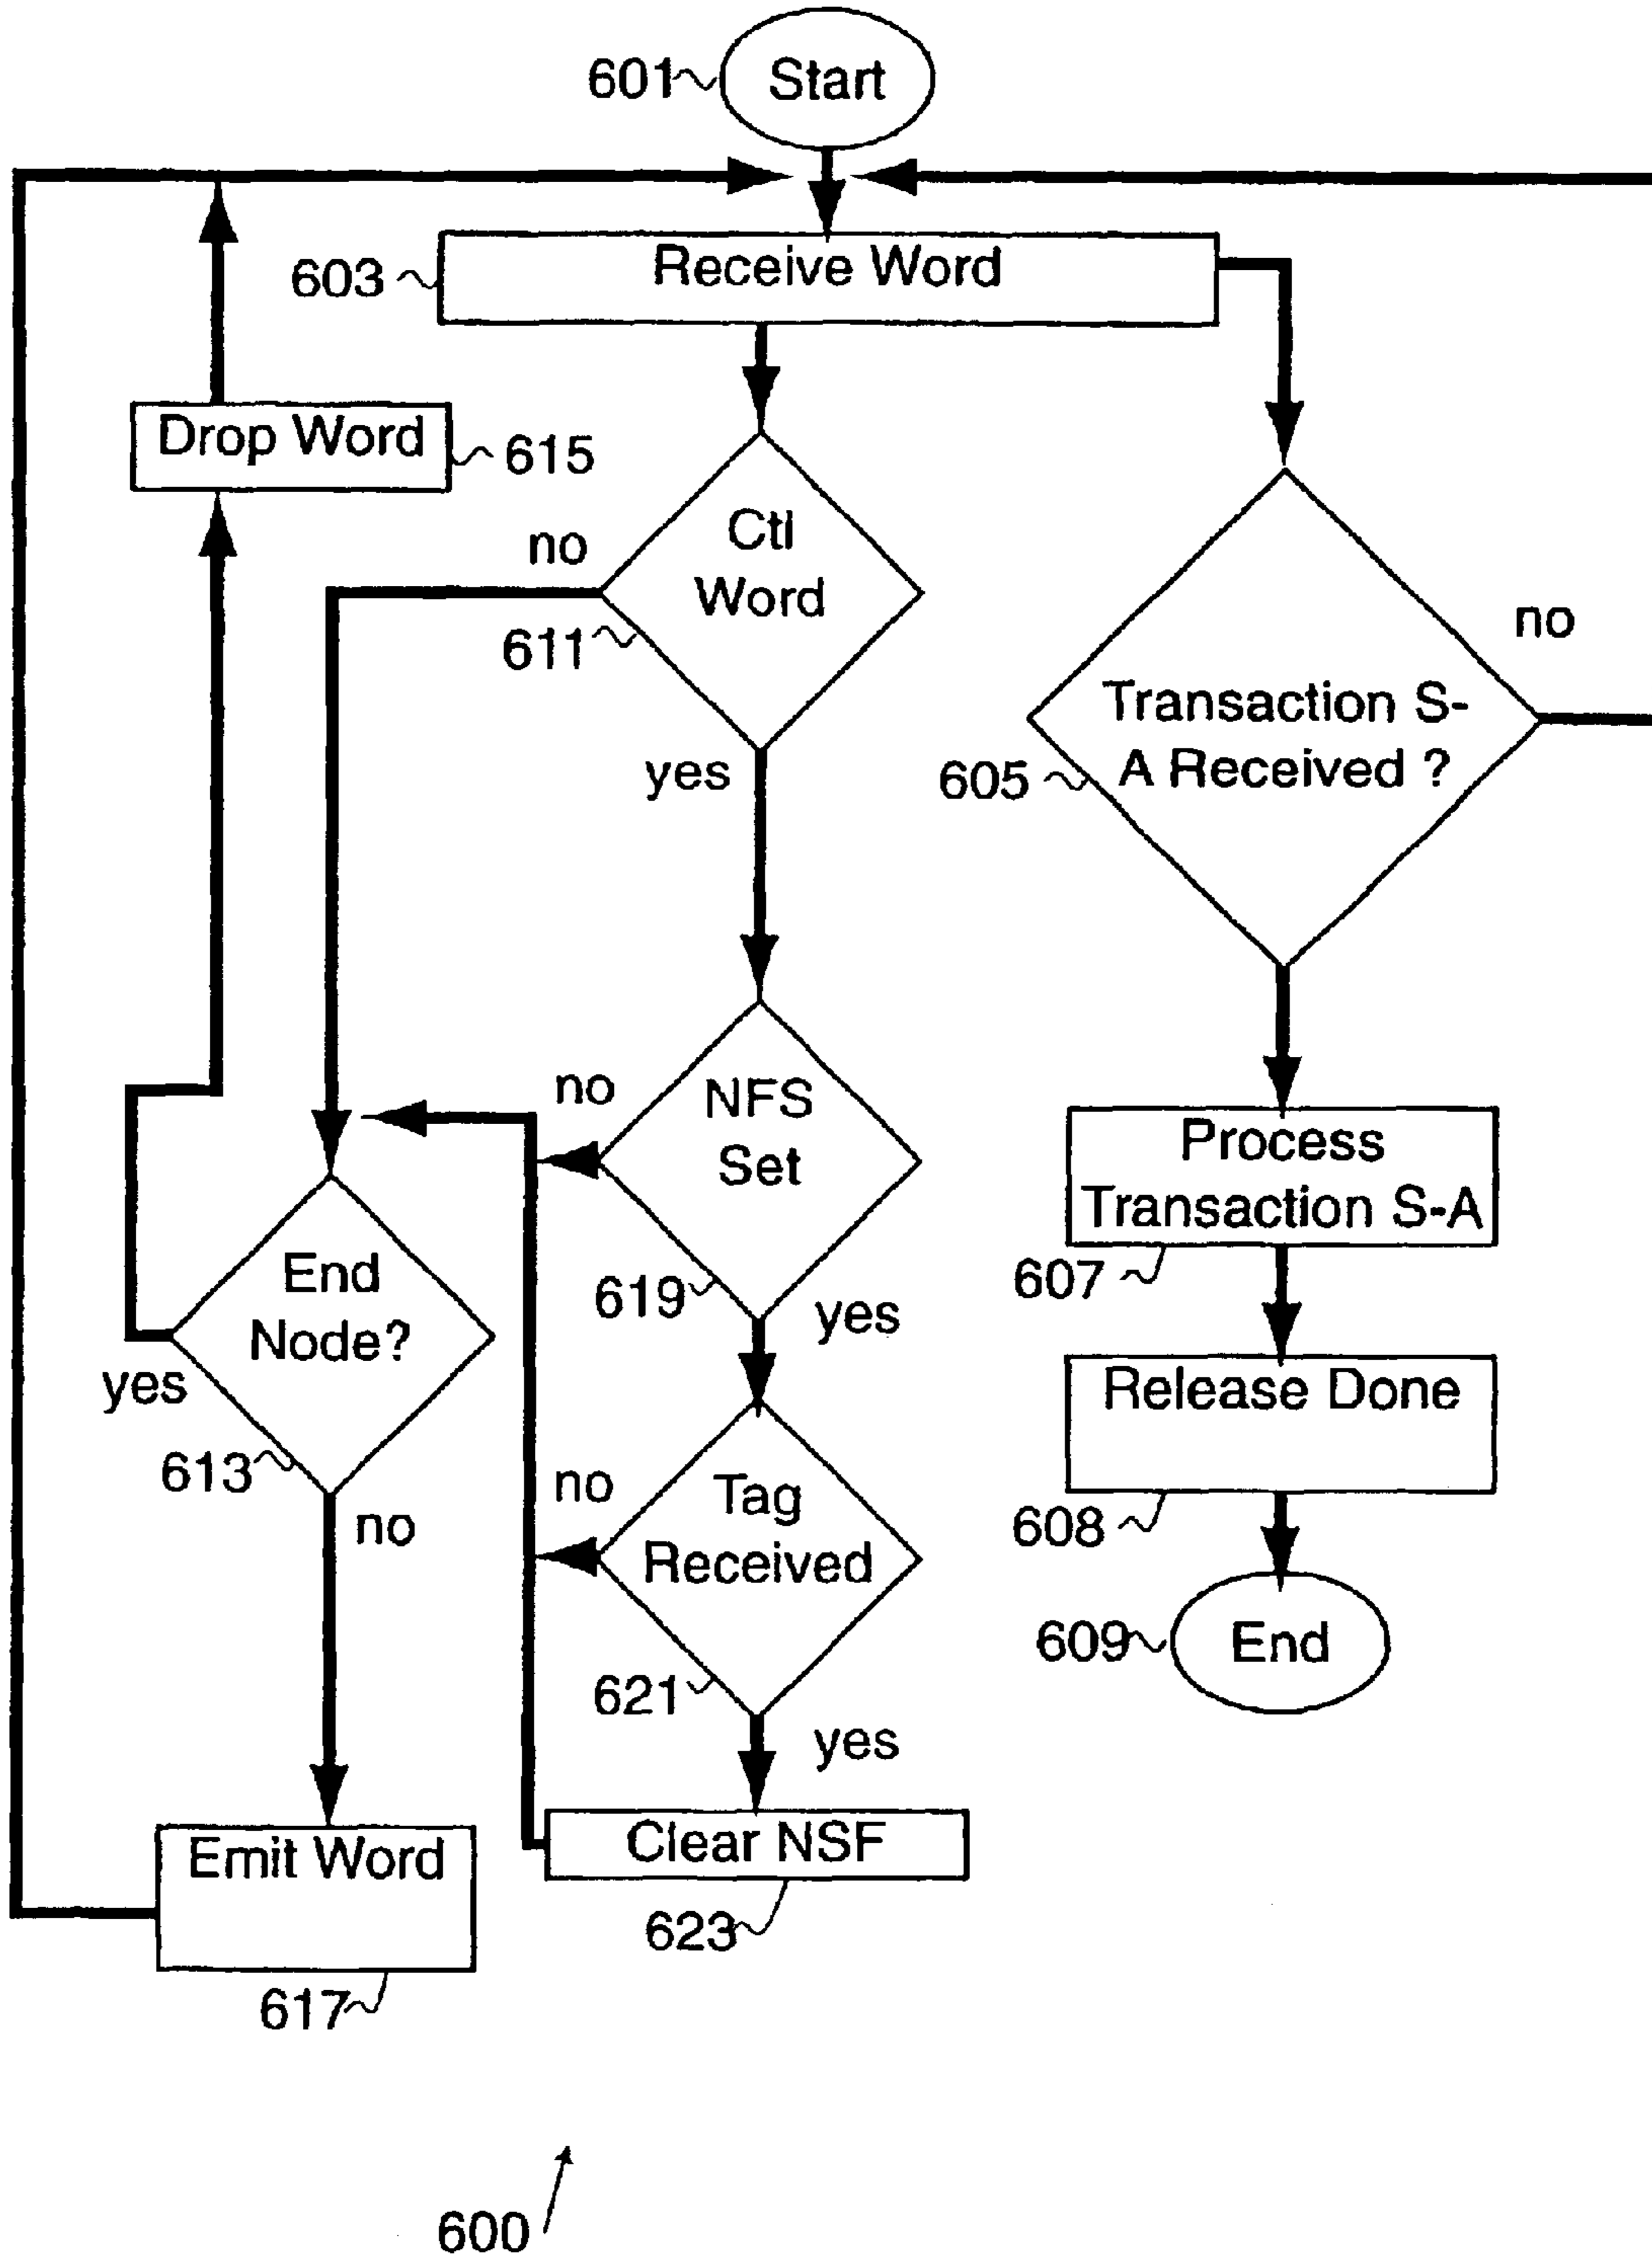 601
Start
603
Receive Word
Drop Word
615
no
Ctl
Word
611
yes
no
Transaction S-
A Received ?
605
no
NFS
Set
619
yes
Process
Transaction S-A
607
End
Node?
yes
613
no
Release Done
608
no
Tag
Received
621
yes
609
End
Emit Word
617
Clear NSF
623
600